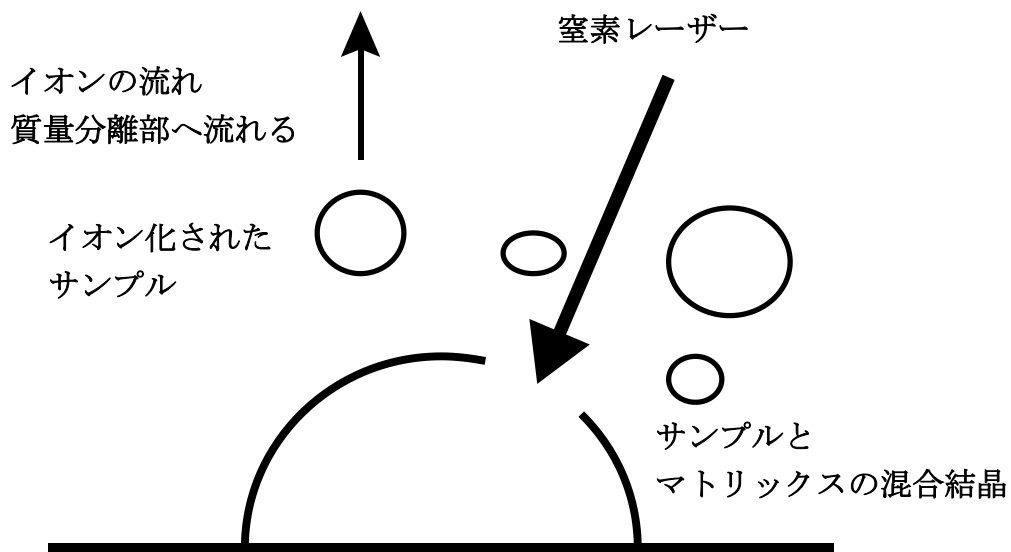 窒素レーザー
イオンの流れ
質量分離部へ流れる
イオン化された
サンプル
サンプルと
マトリックスの混合結晶